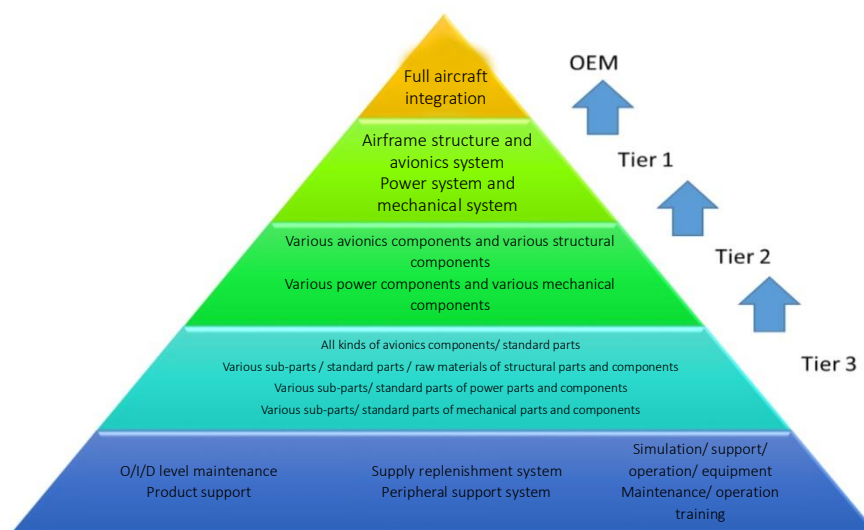 Full aircraft
integration
OEM
Airframe structure and
avionics system
Power system and
mechanical system
Tier 1
Various avionics components and various structural
components
Various power components and various mechanical
components
Tier 2
All kinds of avionics components/ standard parts
Various sub-parts / standard parts / raw materials of structural parts and components
Various sub-parts/ standard parts of power parts and components
Various sub-parts/ standard parts of mechanical parts and components
Tier 3
O/I/D level maintenance
Product support
Supply replenishment system
Peripheral support system
Simulation/ support/
operation/ equipment
Maintenance/ operation
training